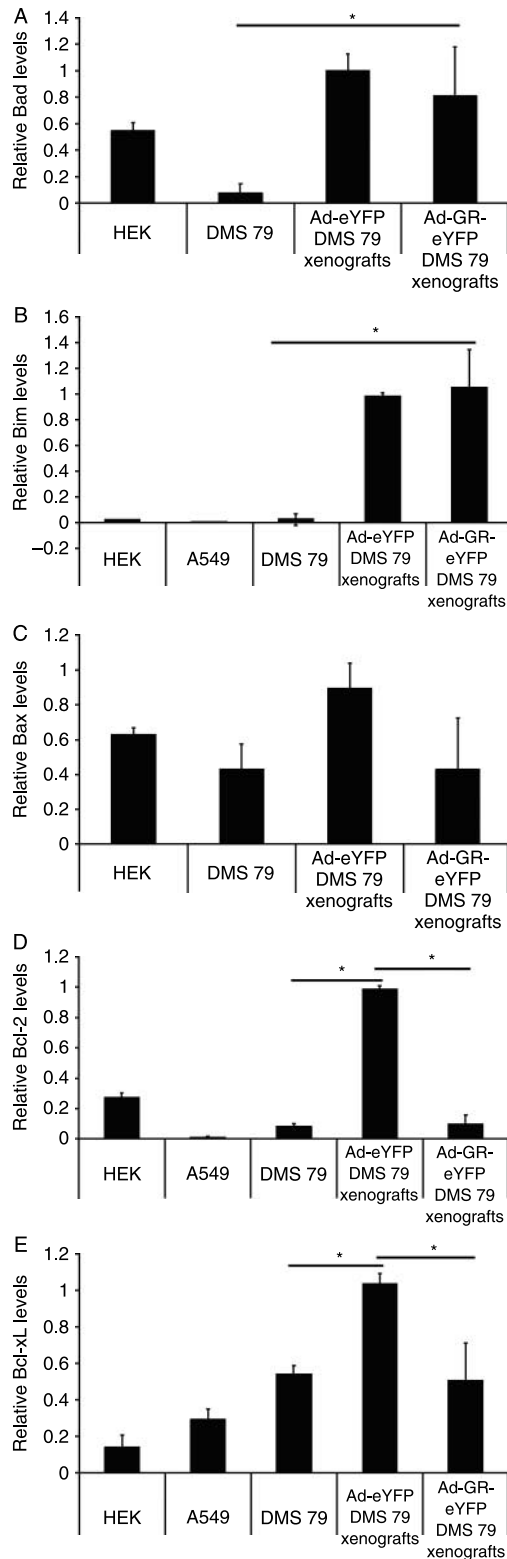 A
Relative Bad levels
1.4
1.2
1
0.8
0.6
0.4
0.2
0.00
*
HEK
DMS 79
Ad-eYFP
DMS 79
xenografts
Ad-GR-
eYFP
DMS 79
xenografts
B
Relative Bim levels
1.6
1.4
1.2
1
0.8
0.6
0.4
0.2
0
–0.2
*
HEK
A549
DMS 79
Ad-eYFP
DMS 79
xenografts
Ad-GR-
eYFP
DMS 79
xenografts
C
Relative Bax levels
1.2
1
0.8
0.6
0.4
0.2
0
HEK
DMS 79
Ad-eYFP
DMS 79
xenografts
Ad-GR-
eYFP
DMS 79
xenografts
D
Relative Bcl-2 levels
1.2
1
0.8
0.6
0.4
0.2
0
*
*
HEK
A549
DMS 79
Ad-eYFP
DMS 79
xenografts
Ad-GR-
eYFP
DMS 79
xenografts
E
Relative Bcl-xL levels
1.2
1
0.8
0.6
0.4
0.2
0
*
*
HEK
A549
DMS 79
Ad-eYFP
DMS 79
xenografts
Ad-GR-
eYFP
DMS 79
xenografts